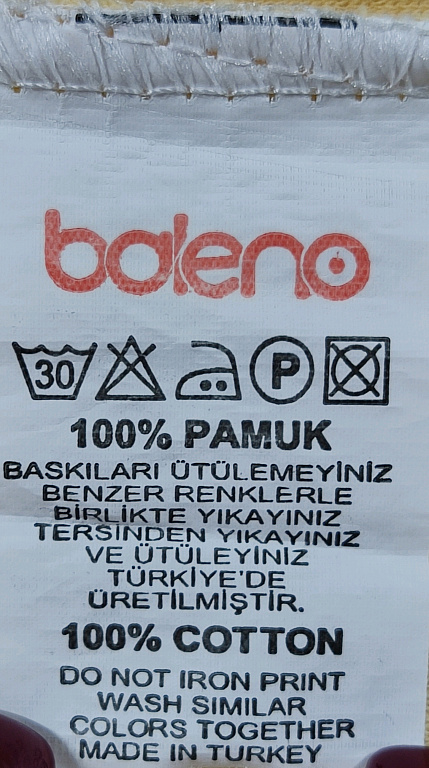 baleno
30 P
100% PAMUK
BASKILARI ÜTÜLEMEYİNİZ
BENZER RENKLERLE
BİRLİKTE YIKAYINIZ
TERSİNDEN YIKAYINIZ
VE ÜTÜLEYİNİZ
TÜRKİYE'DE
ÜRETİLMİŞTİR.
100% COTTON
DO NOT IRON PRINT
WASH SIMILAR
COLORS TOGETHER
MADE IN TURKEY